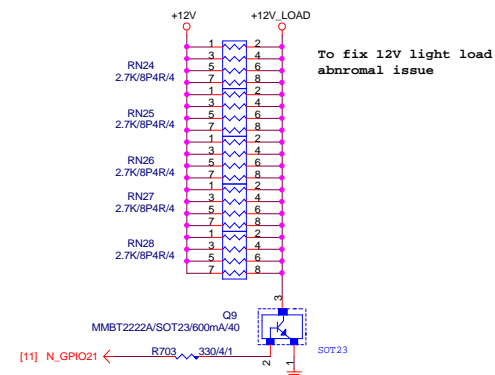 +12V +12V_LOAD
To fix 12V light load
abnromal issue
1 2
3 4
RN24
5 6
2.7K/8P4R/4
7 8
1 2
3 4
RN25
5 6
2.7K/8P4R/4
7 8
1 2
3 4
RN26
5 6
2.7K/8P4R/4
7 8
1 2
RN27
3 4
2.7K/8P4R/4
5 6
7 8
1 2
RN28
3 4
2.7K/8P4R/4
5 6
7 8
3
Q9
MMBT2222A/SOT23/600mA/40
SOT23
[11] N_GPIO21
R703 330/4/1
2 1